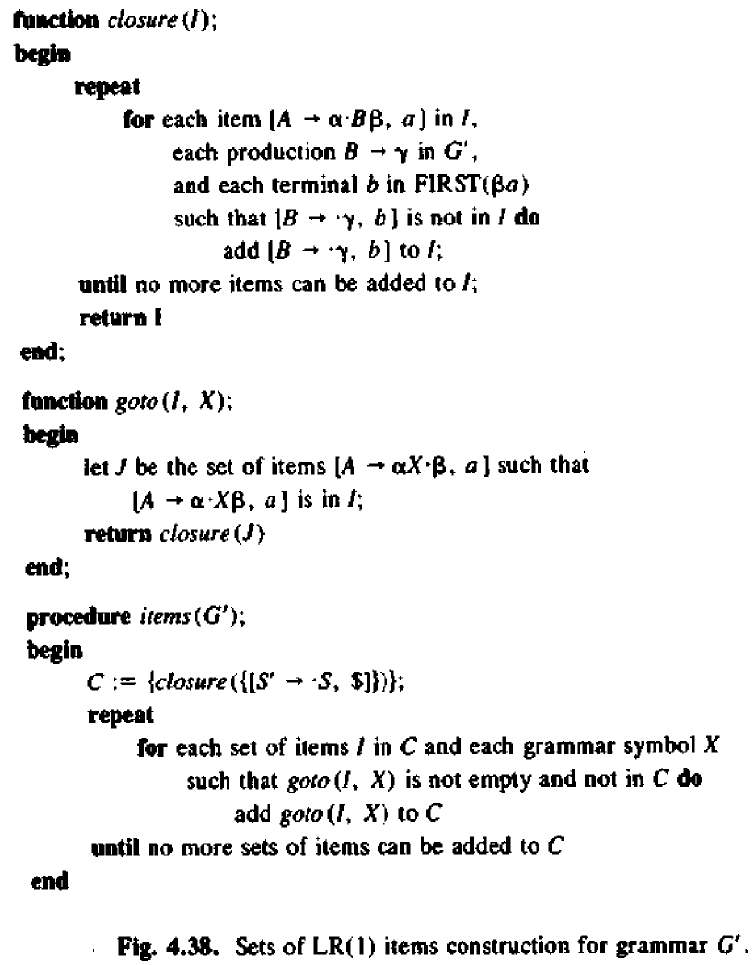 function closure(I);
begin
repeat
for each item [A → α·Bβ, a] in I,
each production B → γ in G′,
and each terminal b in FIRST(βa)
such that [B → ·γ, b] is not in I do
add [B → ·γ, b] to I;
until no more items can be added to I;
return I
end;
function goto(I, X);
begin
let J be the set of items [A → αX·β, a] such that
[A → α·Xβ, a] is in I;
return closure(J)
end;
procedure items(G′);
begin
C := {closure({[S′ → ·S, $]})};
repeat
for each set of items I in C and each grammar symbol X
such that goto(I, X) is not empty and not in C do
add goto(I, X) to C
until no more sets of items can be added to C
end
Fig. 4.38. Sets of LR(1) items construction for grammar G′.